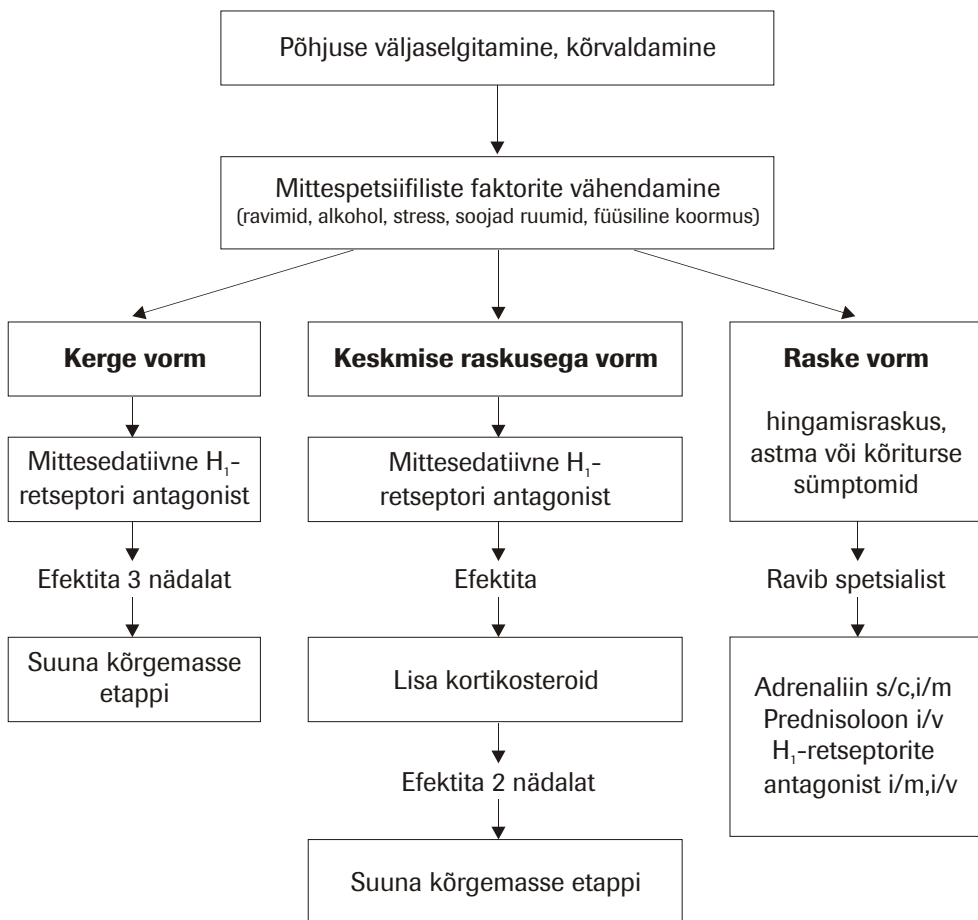 Põhjuse väljaselgitamine, kõrvaldamine
Mittespetsiifiliste faktorite vähendamine
(ravimid, alkohol, stress, soojad ruumid, füüsiline koormus)
Kerge vorm
Mittesedatiivne H₁-
retseptori antagonist
Efektita 3 nädalat
Suuna kõrgemasse
etappi
Keskmise raskusega vorm
Mittesedatiivne H₁-
retseptori antagonist
Efektita
Lisa kortikosteroid
Efektita 2 nädalat
Suuna kõrgemasse etappi
Raske vorm
hingamisraskus,
astma või kõriturse
sümptomid
Ravib spetsialist
Adrenaliin s/c,i/m
Prednisoloon i/v
H₁-retseptorite
antagonist i/m,i/v